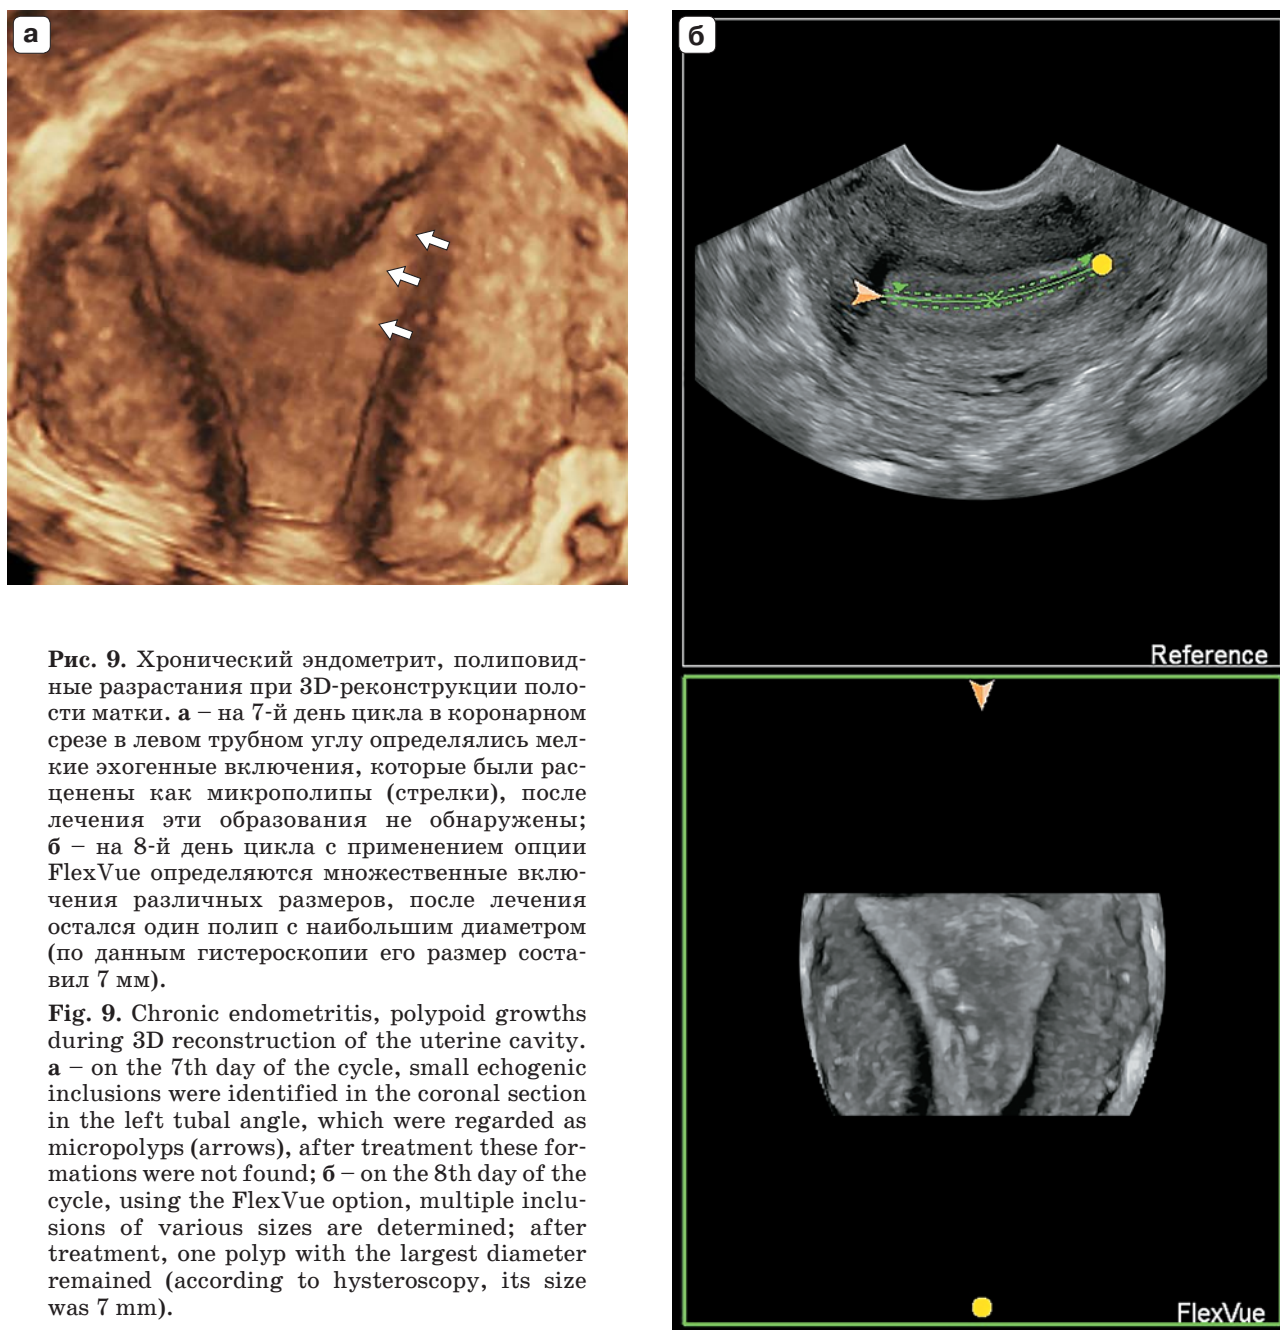 а
б
Reference
FlexVue
Рис. 9. Хронический эндометрит, полиповид-
ные разрастания при 3D-реконструкции поло-
сти матки. а – на 7-й день цикла в коронарном
срезе в левом трубном углу определялись мел-
кие эхогенные включения, которые были рас-
ценены как микрополипы (стрелки), после
лечения эти образования не обнаружены;
б – на 8-й день цикла с применением опции
FlexVue определяются множественные вклю-
чения различных размеров, после лечения
остался один полип с наибольшим диаметром
(по данным гистероскопии его размер соста-
вил 7 мм).
Fig. 9. Chronic endometritis, polypoid growths
during 3D reconstruction of the uterine cavity.
а – on the 7th day of the cycle, small echogenic
inclusions were identified in the coronal section
in the left tubal angle, which were regarded as
micropolyps (arrows), after treatment these for-
mations were not found; б – on the 8th day of the
cycle, using the FlexVue option, multiple inclu-
sions of various sizes are determined; after
treatment, one polyp with the largest diameter
remained (according to hysteroscopy, its size
was 7 mm).